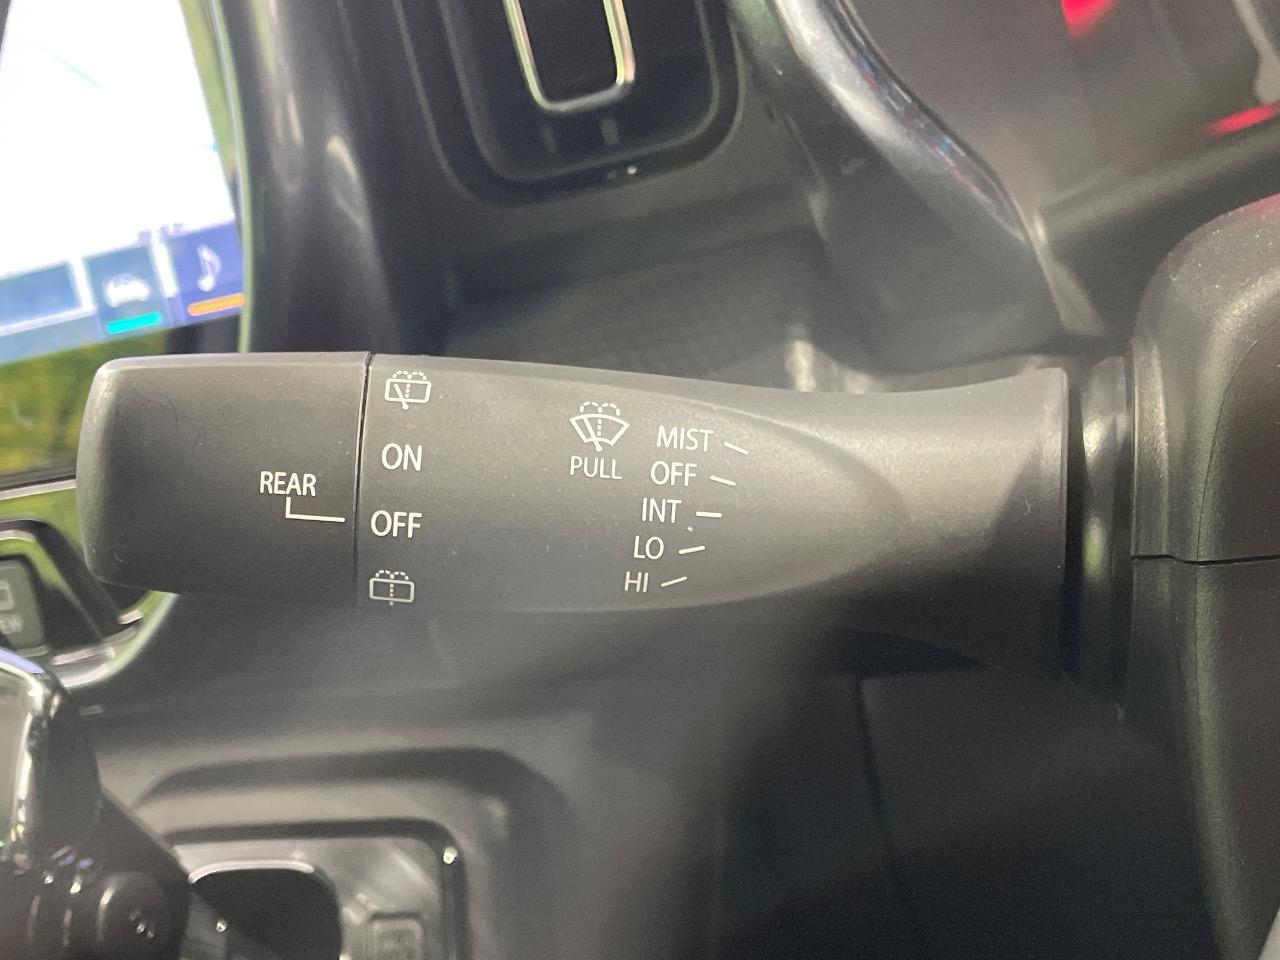 ON
REAR
OFF
PULL
MIST
OFF
INT
LO
HI